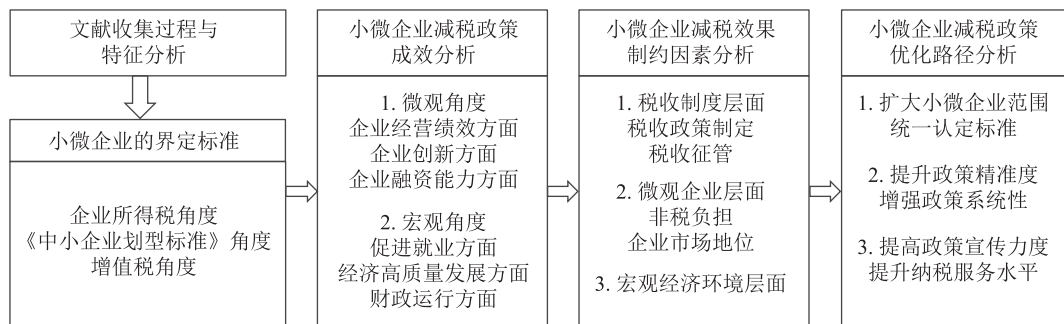 文献收集过程与
特征分析
小微企业的界定标准
企业所得税角度
《中小企业划型标准》角度
增值税角度
小微企业减税政策
成效分析
1. 微观角度
企业经营绩效方面
企业创新方面
企业融资能力方面
2. 宏观角度
促进就业方面
经济高质量发展方面
财政运行方面
小微企业减税效果
制约因素分析
1. 税收制度层面
税收政策制定
税收征管
2. 微观企业层面
非税负担
企业市场地位
3. 宏观经济环境层面
小微企业减税政策
优化路径分析
1. 扩大小微企业范围
统一认定标准
2. 提升政策精准度
增强政策系统性
3. 提高政策宣传力度
提升纳税服务水平